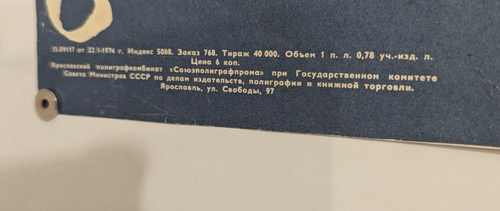 Л-59117 от 22/I-1974 г. Индекс 5068. Заказ 768. Тираж 40 000. Объем 1 п. л. 0,78 уч.-изд. л.
Цена 6 коп.
Ярославский полиграфкомбинат «Союзполиграфпрома» при Государственном комитете
Совета Министров СССР по делам издательств, полиграфии и книжной торговли.
Ярославль, ул. Свободы, 97